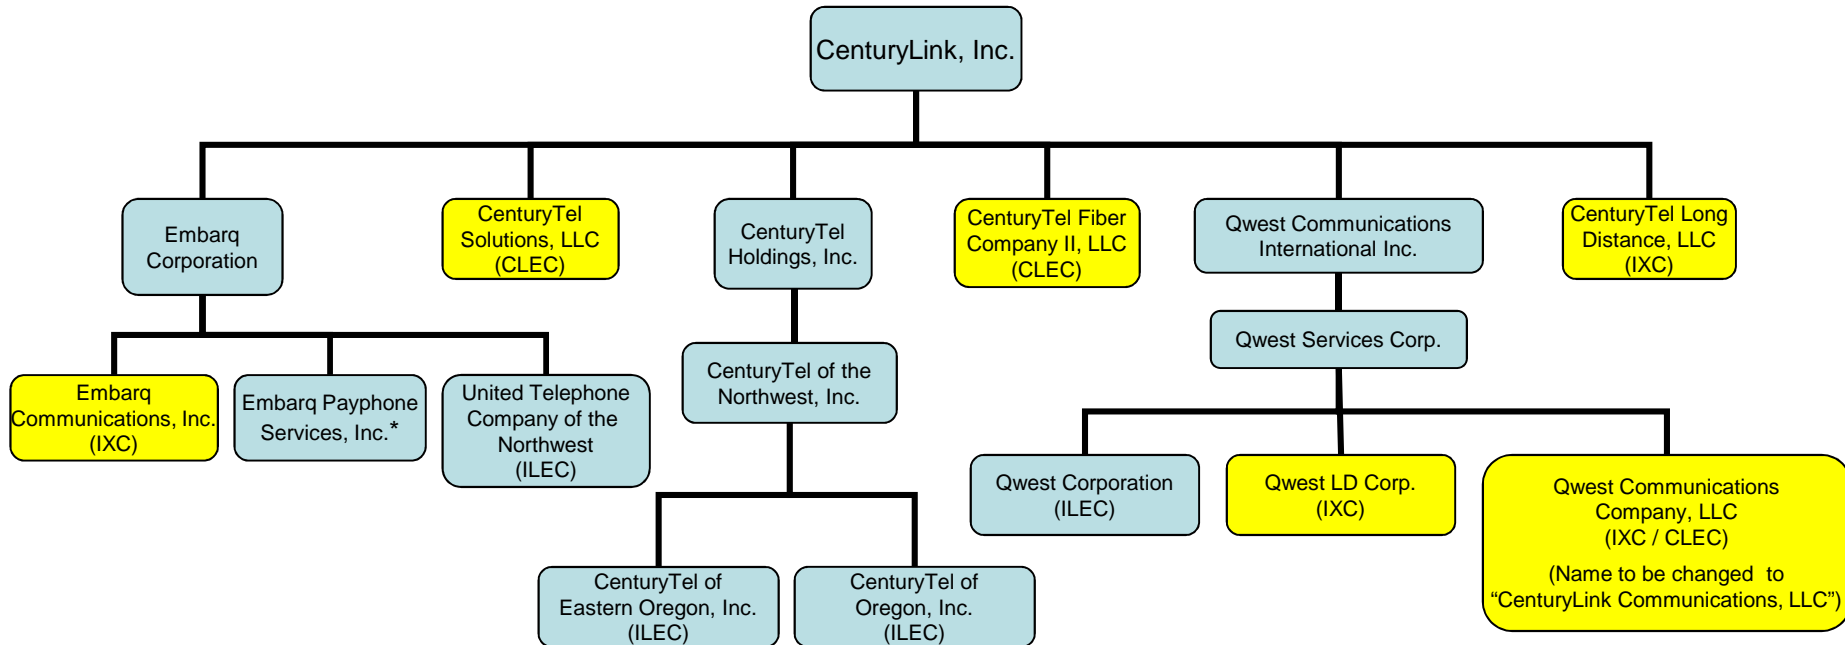 CenturyLink, Inc.
Embarq
Corporation
CenturyTel
Solutions, LLC
(CLEC)
CenturyTel
Holdings, Inc.
CenturyTel Fiber
Company II, LLC
(CLEC)
Qwest Communications
International Inc.
CenturyTel Long
Distance, LLC
(IXC)
Qwest Services Corp.
CenturyTel of the
Northwest, Inc.
Embarq
Communications, Inc.
(IXC)
Embarq Payphone
Services, Inc.*
United Telephone
Company of the
Northwest
(ILEC)
Qwest Corporation
(ILEC)
Qwest LD Corp.
(IXC)
Qwest Communications
Company, LLC
(IXC / CLEC)
(Name to be changed to
“CenturyLink Communications, LLC”)
CenturyTel of
Eastern Oregon, Inc.
(ILEC)
CenturyTel of
Oregon, Inc.
(ILEC)